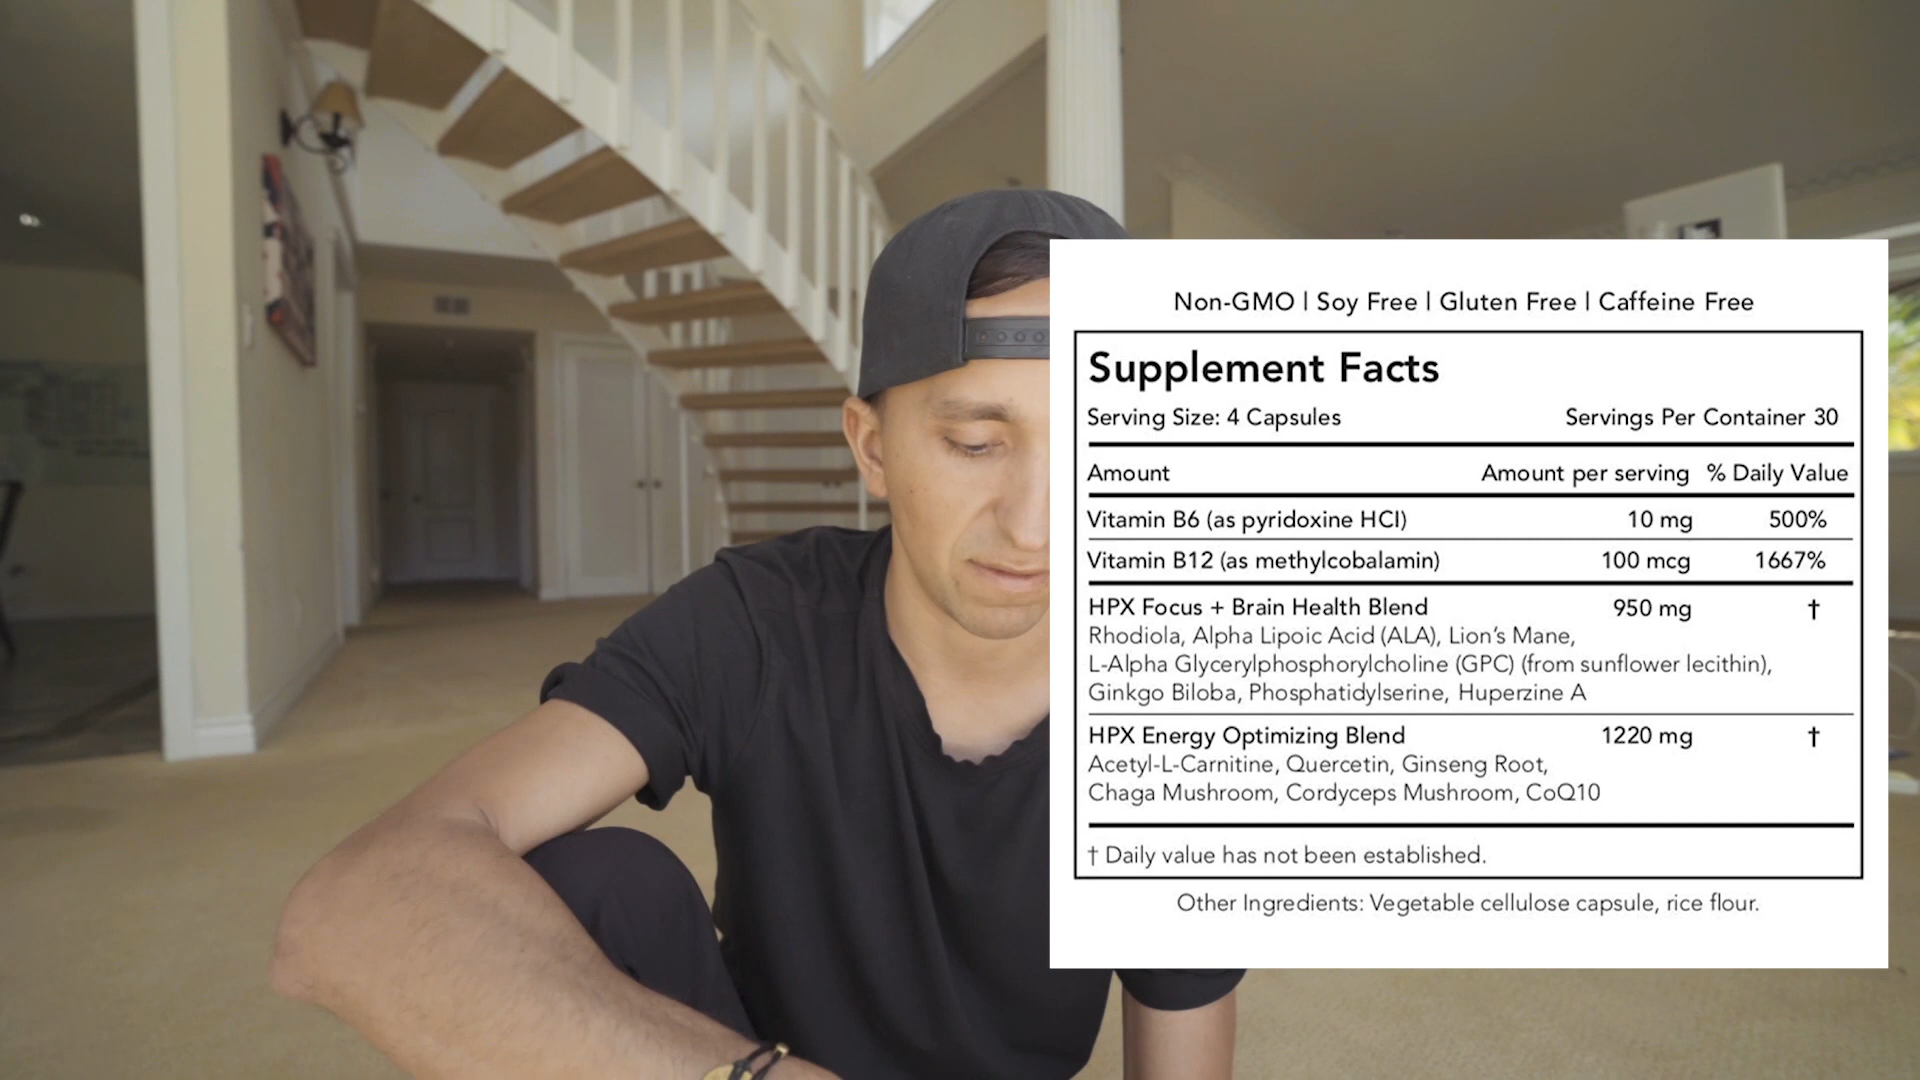 Non-GMO | Soy Free | Gluten Free | Caffeine Free
Supplement Facts
Serving Size: 4 Capsules Servings Per Container 30
Amount Amount per serving % Daily Value
Vitamin B6 (as pyridoxine HCI) 10 mg 500%
Vitamin B12 (as methylcobalamin) 100 mcg 1667%
HPX Focus + Brain Health Blend 950 mg †
Rhodiola, Alpha Lipoic Acid (ALA), Lion’s Mane,
L-Alpha Glycerylphosphorylcholine (GPC) (from sunflower lecithin),
Ginkgo Biloba, Phosphatidylserine, Huperzine A
HPX Energy Optimizing Blend 1220 mg †
Acetyl-L-Carnitine, Quercetin, Ginseng Root,
Chaga Mushroom, Cordyceps Mushroom, CoQ10
† Daily value has not been established.
Other Ingredients: Vegetable cellulose capsule, rice flour.